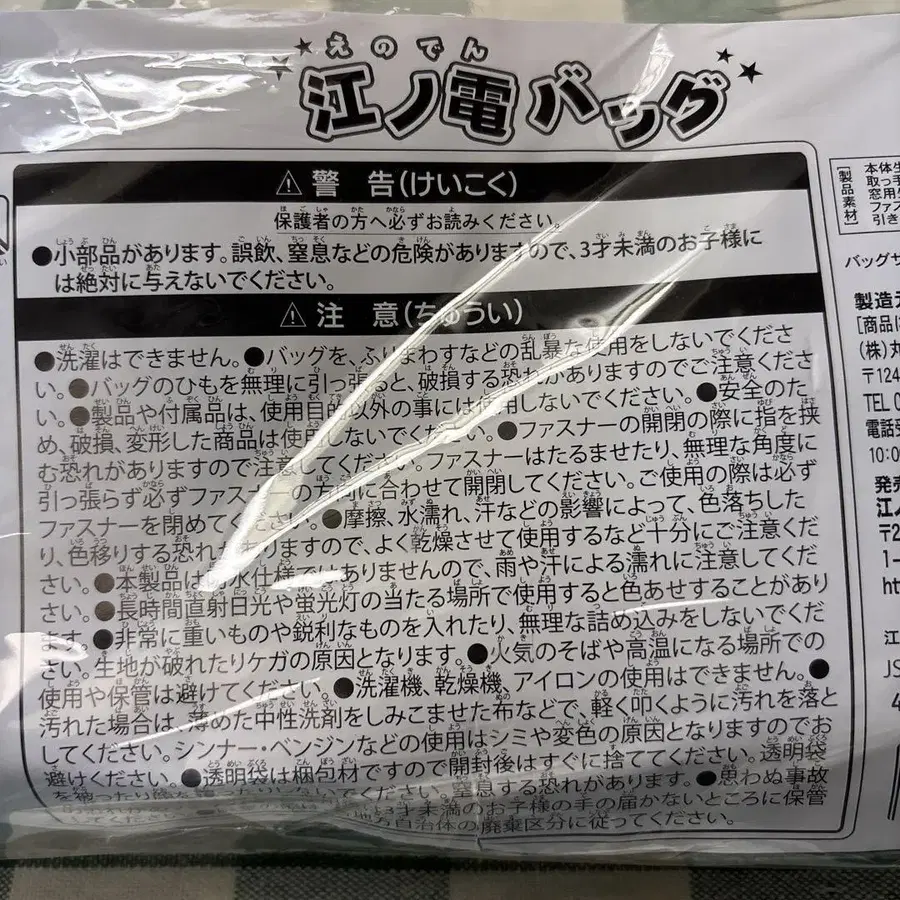 えのでん
江ノ電バッグ
⚠ 警 告(けいこく)
保護者の方へ必ずお読みください。
●小部品があります。誤飲、窒息などの危険がありますので、3才未満のお子様に
は絶対に与えないでください。
⚠ 注 意(ちゅうい)
●洗濯はできません。●バッグを、ふりまわすなどの乱暴な使用をしないでくださ
い。●バッグのひもを無理に引っ張ると、破損する恐れがありますのでご注意くださ
い。●製品や付属品は、使用目的以外の事には使用しないでください。●安全のた
め、破損、変形した商品は使用しないでください。●ファスナーの開閉の際に指を挟
む恐れがありますので注意してください。ファスナーはたるませたり、無理な角度に
引っ張らず必ずファスナーの方向に合わせて開閉してください。ご使用の際は必ず
ファスナーを閉めてください。●摩擦、水濡れ、汗などの影響によって、色落ちした
り、色移りする恐れがありますので、よく乾燥させて使用するなど十分にご注意くだ
さい。●本製品は防水仕様ではありませんので、雨や汗による濡れに注意してくだ
さい。●長時間直射日光や蛍光灯の当たる場所で使用すると色あせすることがあり
ます。●非常に重いものや鋭利なものを入れたり、無理な詰め込みをしないでくだ
さい。生地が破れたりケガの原因となります。●火気のそばや高温になる場所での
使用や保管は避けてください。●洗濯機、乾燥機、アイロンの使用はできません。●
汚れた場合は、薄めた中性洗剤をしみこませた布などで、軽く叩くように汚れを落と
してください。シンナー・ベンジンなどの使用はシミや変色の原因となりますのでお
避けください。●透明袋は梱包材ですので開封後はすぐに捨ててください。透明袋
を被ったり ないでください。窒息する恐れがあります。●思わぬ事故
3才未満のお子様の手の届かないところに保管
してください 自治体の廃棄区分に従ってください。
[製品素材]
本体生
取っ手
窓用
ファス
引き
バッグサ
製造元
[商品に
(株)丸
〒124
TEL 0
電話受
10:0
発売
江ノ
〒2
1-
ht
江
JS
4